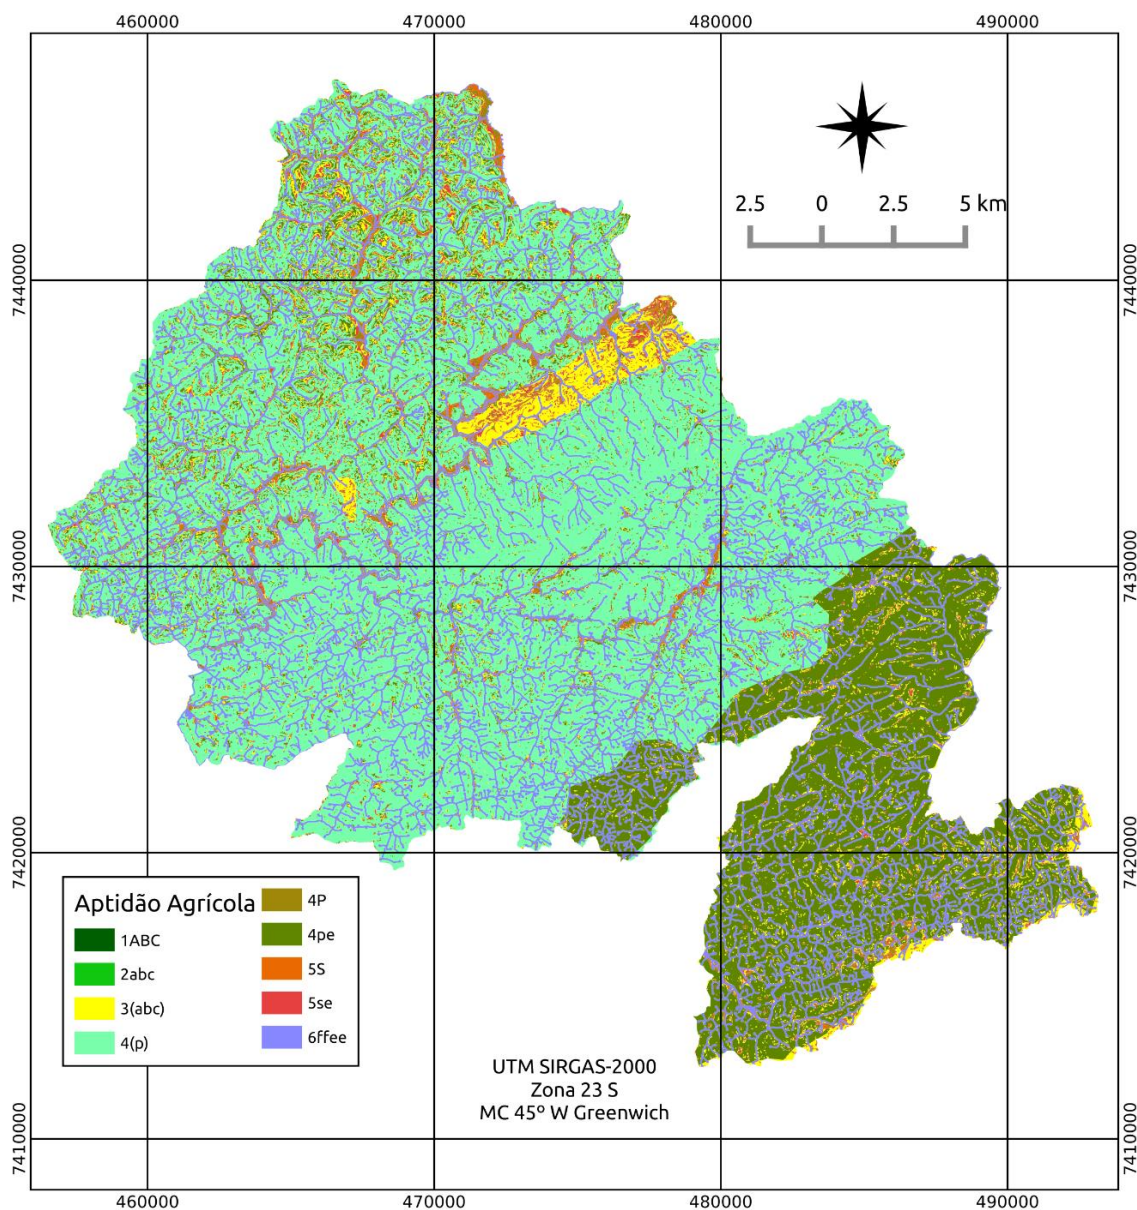 460000 470000 480000 490000
2.5 0 2.5 5 km
7440000 7440000
7430000 7430000
7420000 7420000
7410000 7410000
Aptidão Agrícola
1ABC
2abc
3(abc)
4(p)
4P
4pe
5S
5se
6ffee
UTM SIRGAS-2000
Zona 23 S
MC 45º W Greenwich
460000 470000 480000 490000